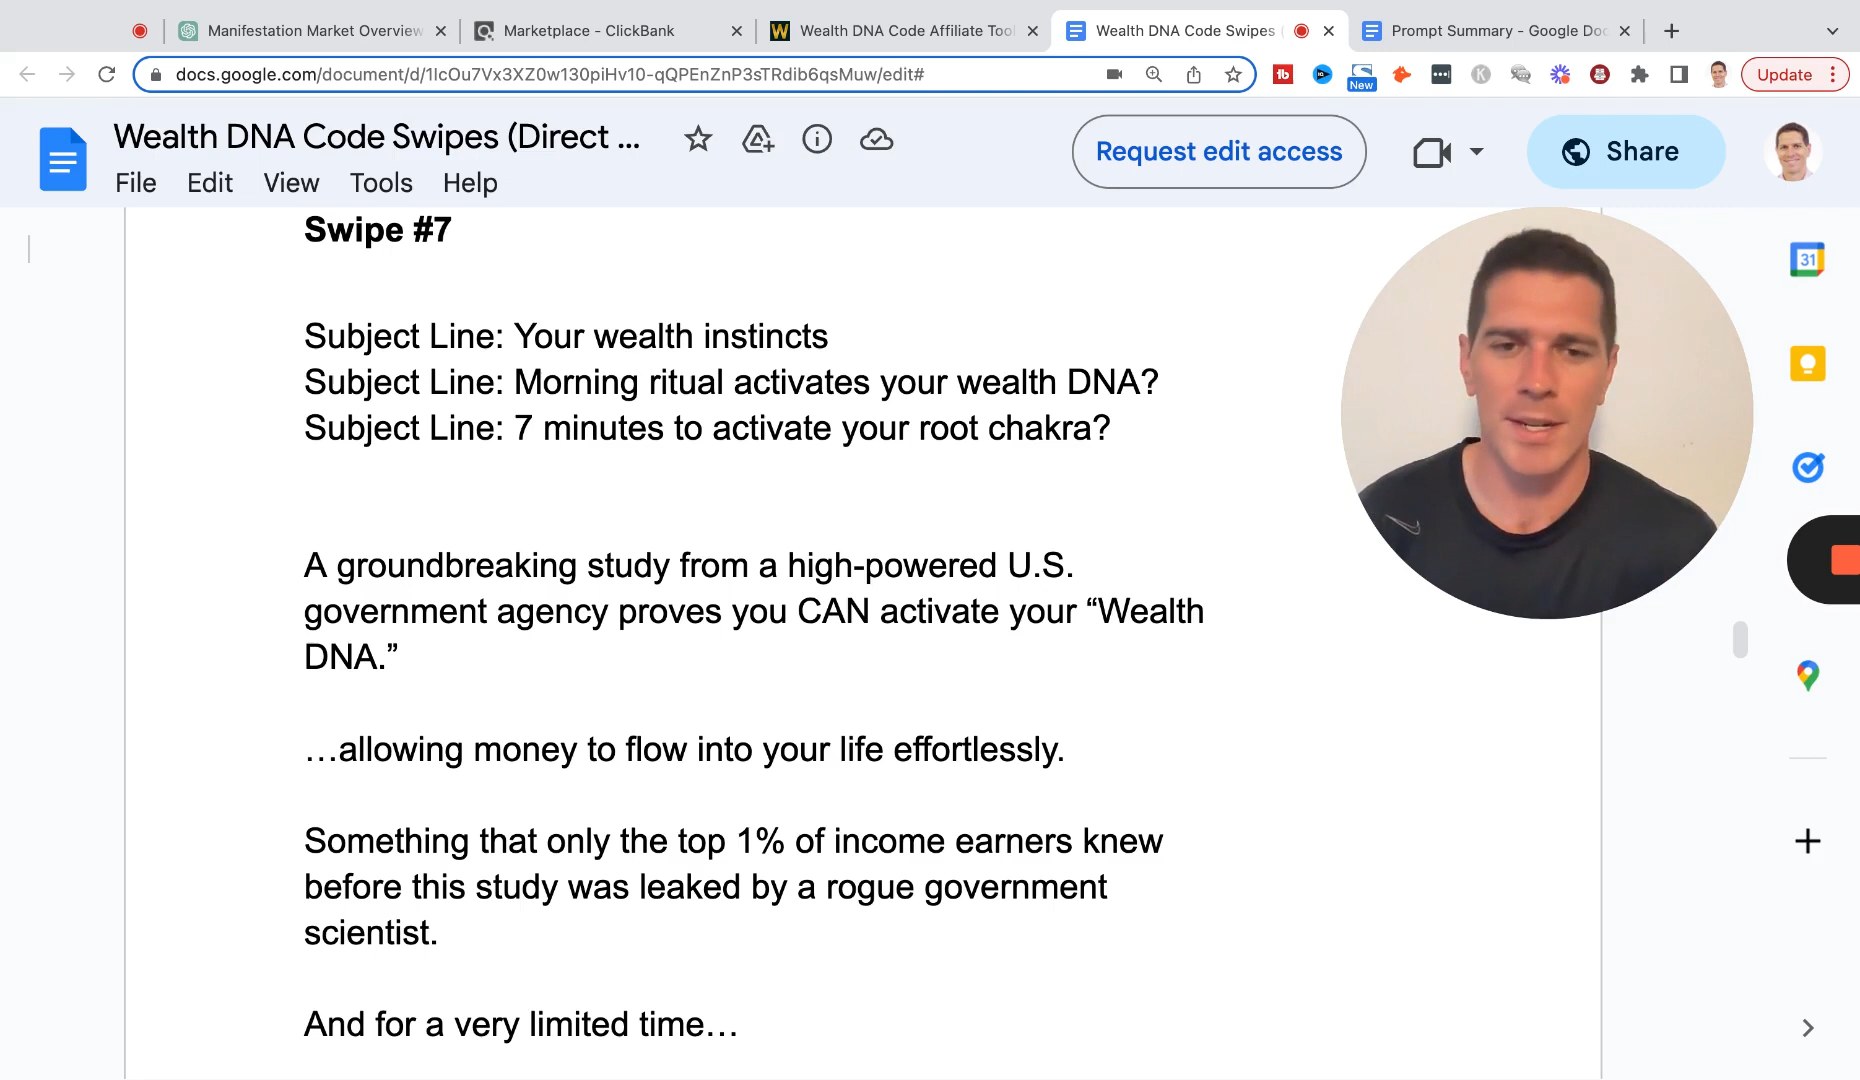 Manifestation Market Overview
Marketplace - ClickBank
Wealth DNA Code Affiliate Tool
Wealth DNA Code Swipes (
Prompt Summary - Google Doc
docs.google.com/document/d/1lcOu7Vx3XZ0w130piHv10-qQPEnZnP3sTRdib6qsMuw/edit#
New
Update
Wealth DNA Code Swipes (Direct ...
Request edit access
Share
File Edit View Tools Help
31
Swipe #7
Subject Line: Your wealth instincts
Subject Line: Morning ritual activates your wealth DNA?
Subject Line: 7 minutes to activate your root chakra?
A groundbreaking study from a high-powered U.S.
government agency proves you CAN activate your “Wealth
DNA.”
…allowing money to flow into your life effortlessly.
Something that only the top 1% of income earners knew
before this study was leaked by a rogue government
scientist.
And for a very limited time…